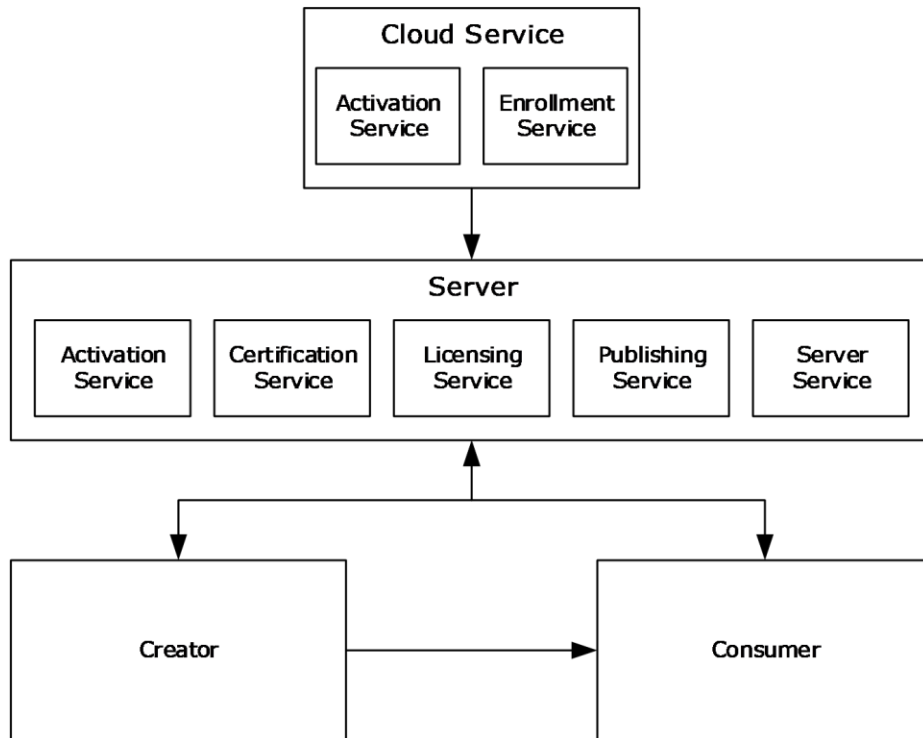 Cloud Service
Activation
Service
Enrollment
Service
Server
Activation
Service
Certification
Service
Licensing
Service
Publishing
Service
Server
Service
Creator
Consumer